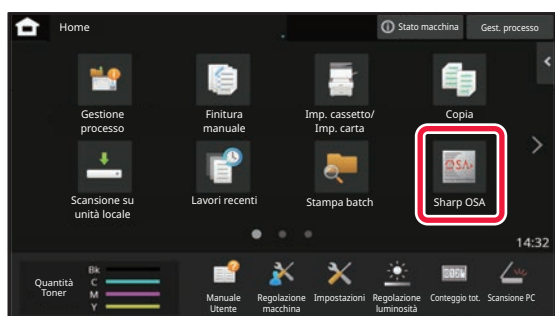 Home
Stato macchina
Gest. processo
Gestione
processo
Finitura
manuale
Imp. cassetto/
Imp. carta
Copia
OSA
Scansione su
unità locale
Lavori recenti
Stampa batch
Sharp OSA
14:32
Quantità
Toner
Bk
C
M
Y
Manuale
Utente
Regolazione
macchina
Impostazioni
Regolazione
luminosità
Conteggio tot.
Scansione PC